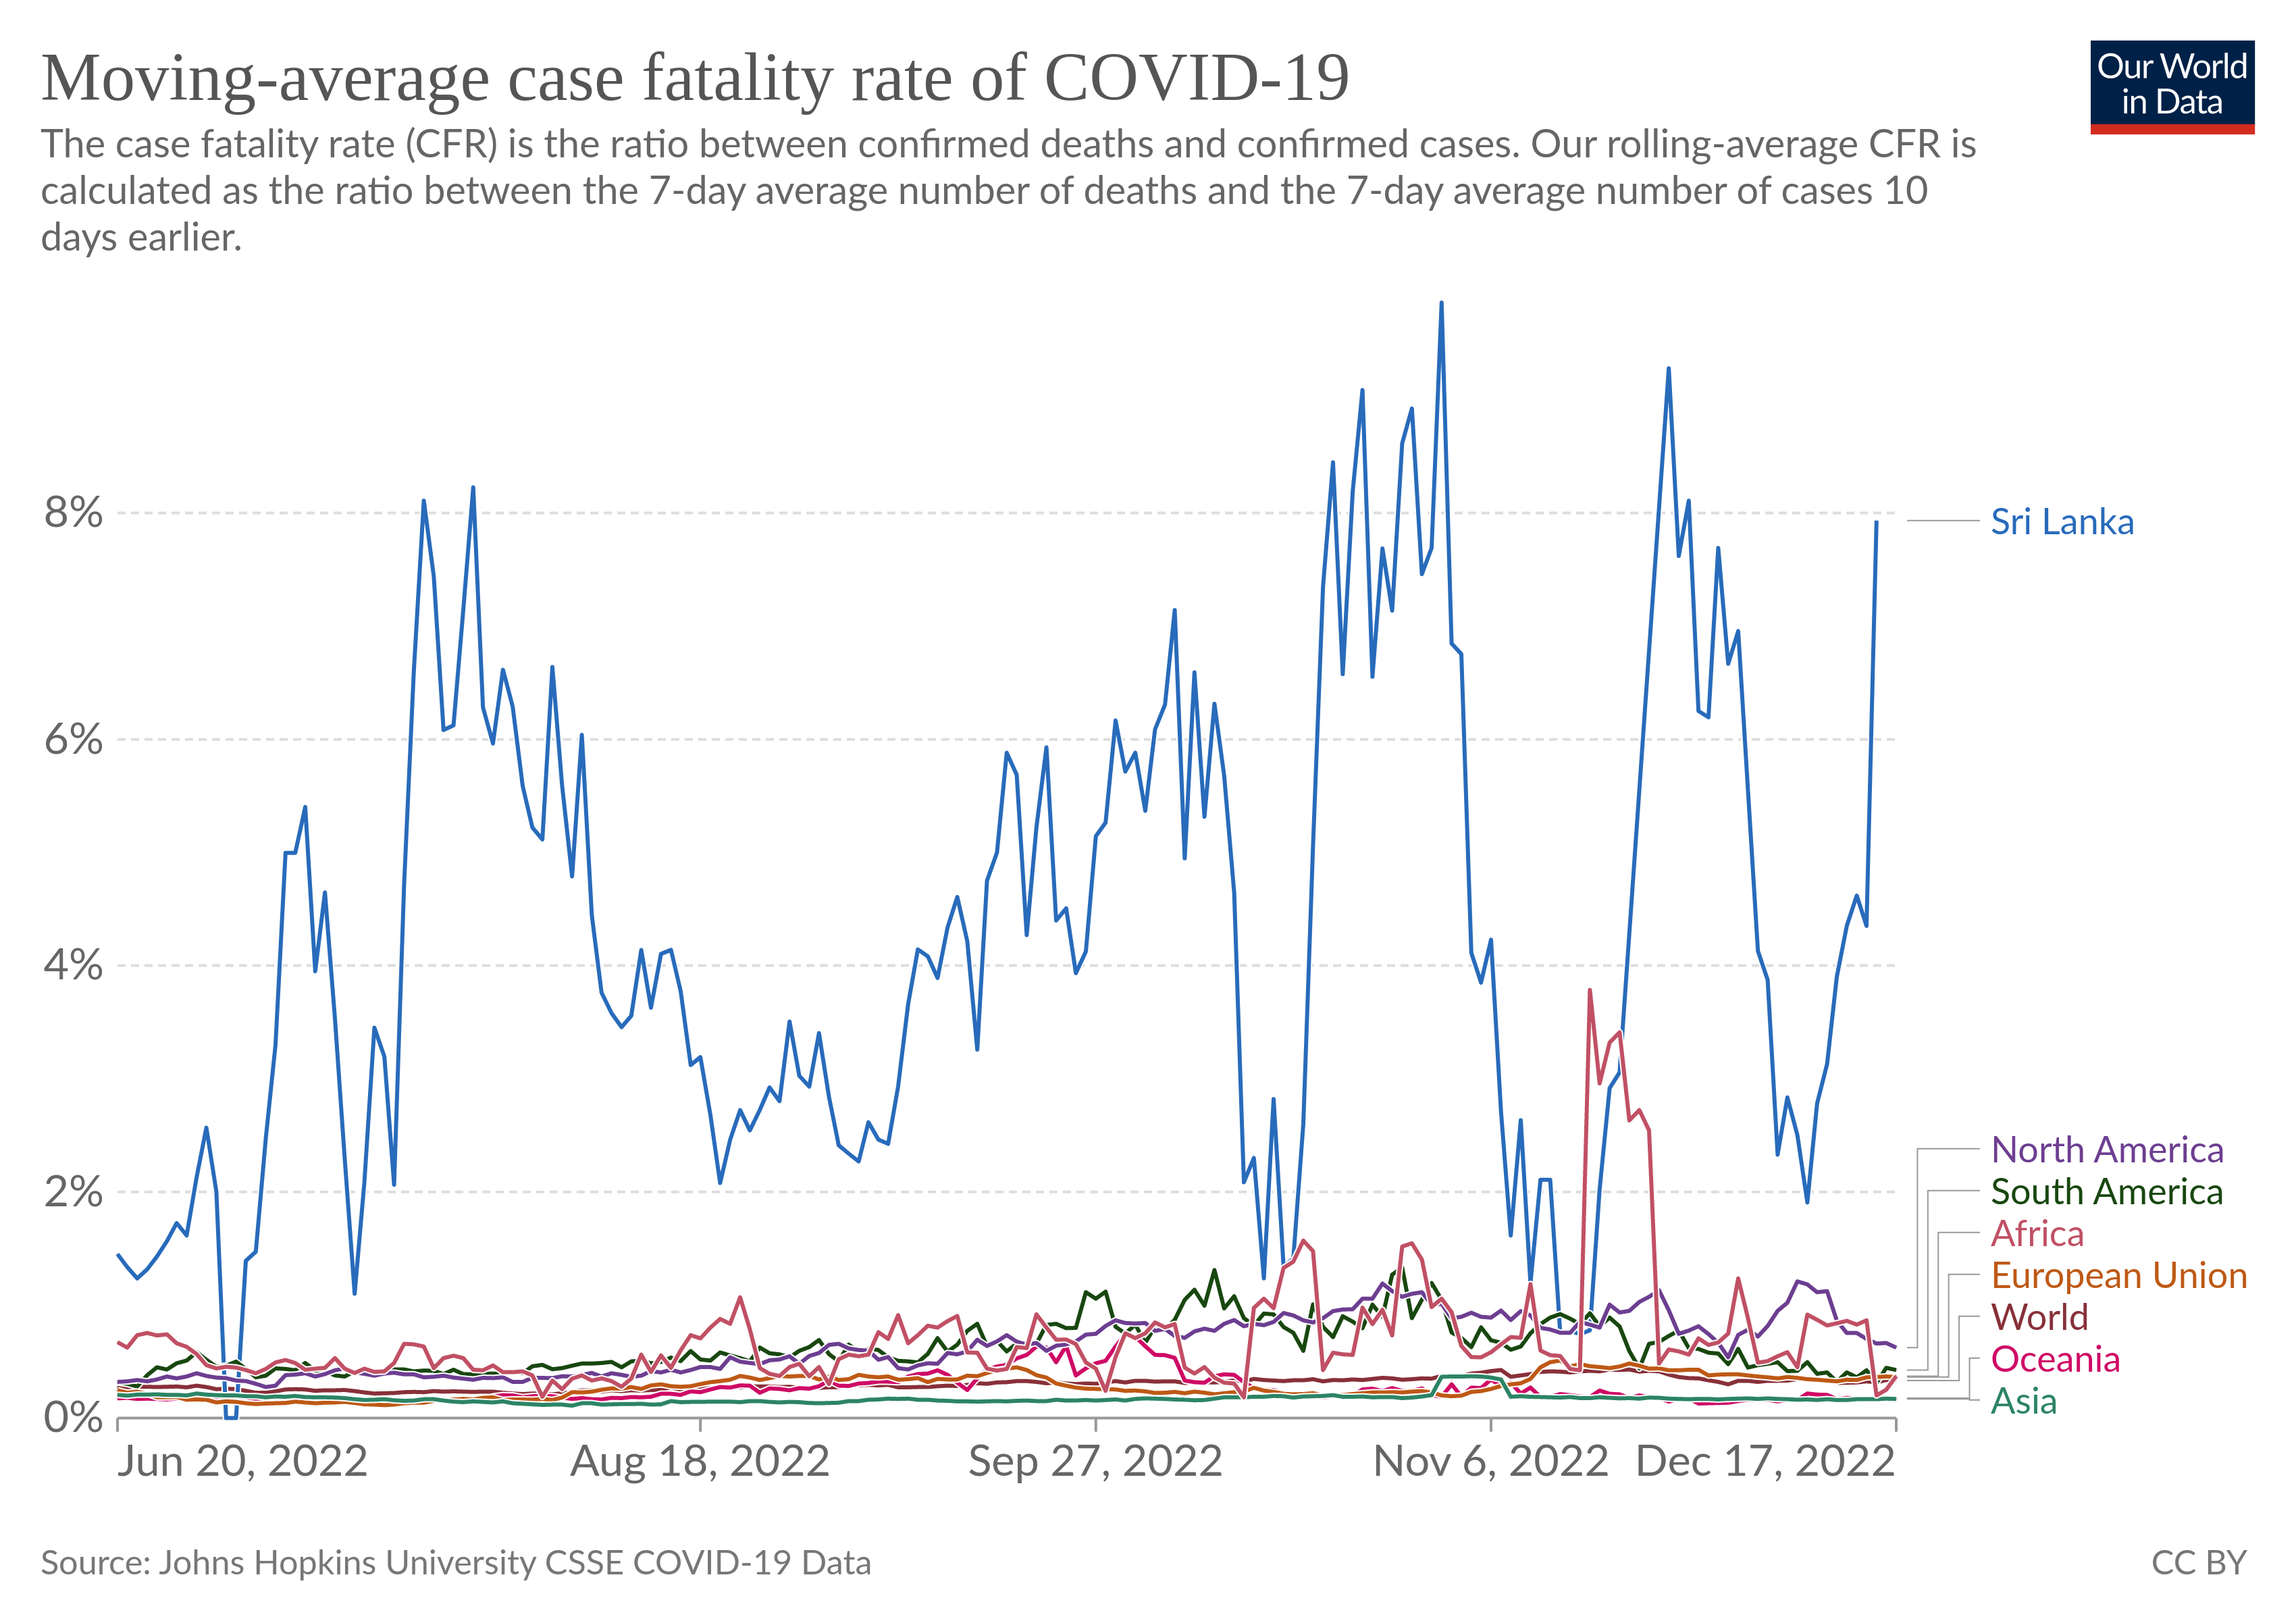 Moving-average case fatality rate of COVID-19
Our World
in Data
The case fatality rate (CFR) is the ratio between confirmed deaths and confirmed cases. Our rolling-average CFR is
calculated as the ratio between the 7-day average number of deaths and the 7-day average number of cases 10
days earlier.
8%
6%
4%
2%
0%
Sri Lanka
North America
South America
Africa
European Union
World
Oceania
Asia
Jun 20, 2022
Aug 18, 2022
Sep 27, 2022
Nov 6, 2022
Dec 17, 2022
Source: Johns Hopkins University CSSE COVID-19 Data
CC BY